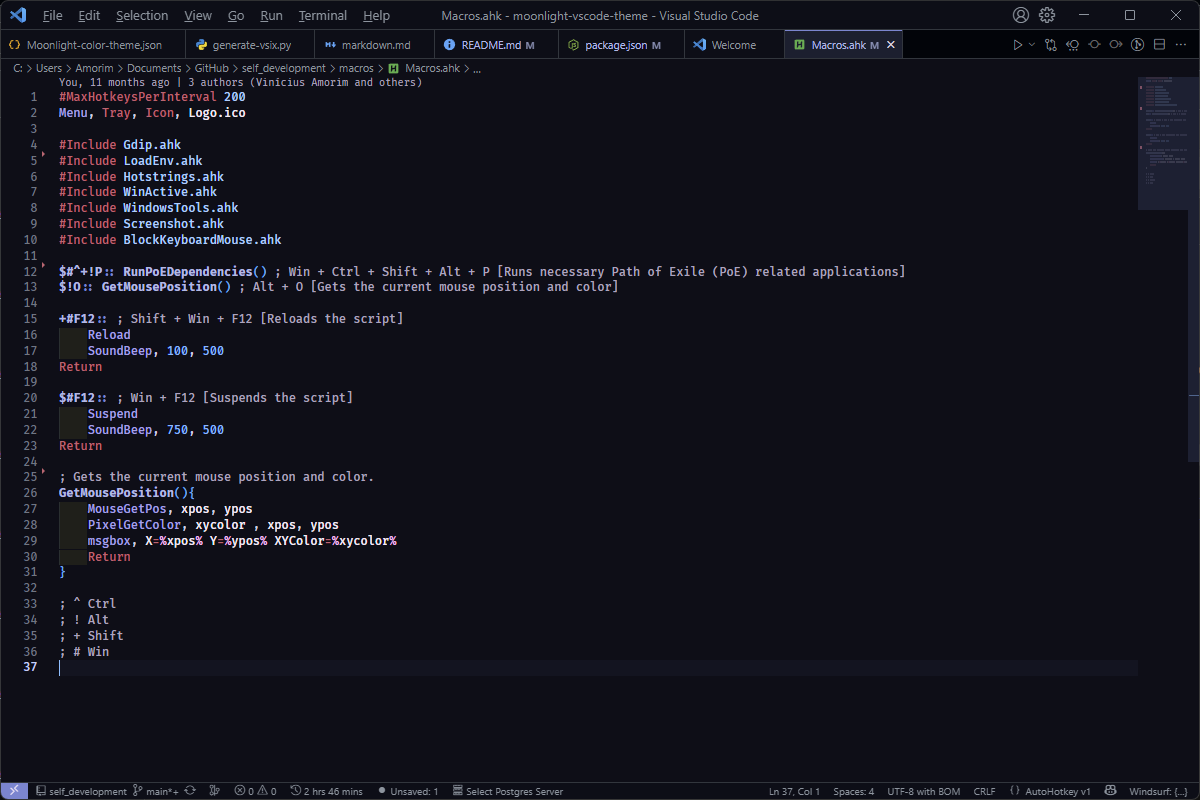 File Edit Selection View Go Run Terminal Help Macros.ahk - moonlight-vscode-theme - Visual Studio Code
Moonlight-color-theme.json generate-vsix.py markdown.md README.md M package.json M Welcome Macros.ahk M
C: > Users > Amorim > Documents > GitHub > self_development > macros > Macros.ahk > ...
You, 11 months ago | 3 authors (Vinicius Amorim and others)
1 #MaxHotkeysPerInterval 200
2 Menu, Tray, Icon, Logo.ico
3
4 #Include Gdip.ahk
5 #Include LoadEnv.ahk
6 #Include Hotstrings.ahk
7 #Include WinActive.ahk
8 #Include WindowsTools.ahk
9 #Include Screenshot.ahk
10 #Include BlockKeyboardMouse.ahk
11
12 $#^+!P:: RunPoEDependencies() ; Win + Ctrl + Shift + Alt + P [Runs necessary Path of Exile (PoE) related applications]
13 $!O:: GetMousePosition() ; Alt + O [Gets the current mouse position and color]
14
15 +#F12:: ; Shift + Win + F12 [Reloads the script]
16 Reload
17 SoundBeep, 100, 500
18 Return
19
20 $#F12:: ; Win + F12 [Suspends the script]
21 Suspend
22 SoundBeep, 750, 500
23 Return
24
25 ; Gets the current mouse position and color.
26 GetMousePosition(){
27 MouseGetPos, xpos, ypos
28 PixelGetColor, xycolor , xpos, ypos
29 msgbox, X=%xpos% Y=%ypos% XYColor=%xycolor%
30 Return
31 }
32
33 ; ^ Ctrl
34 ; ! Alt
35 ; + Shift
36 ; # Win
37
self_development main*+ 0 0 2 hrs 46 mins Unsaved: 1 Select Postgres Server Ln 37, Col 1 Spaces: 4 UTF-8 with BOM CRLF {} AutoHotkey v1 Windsurf: {...}